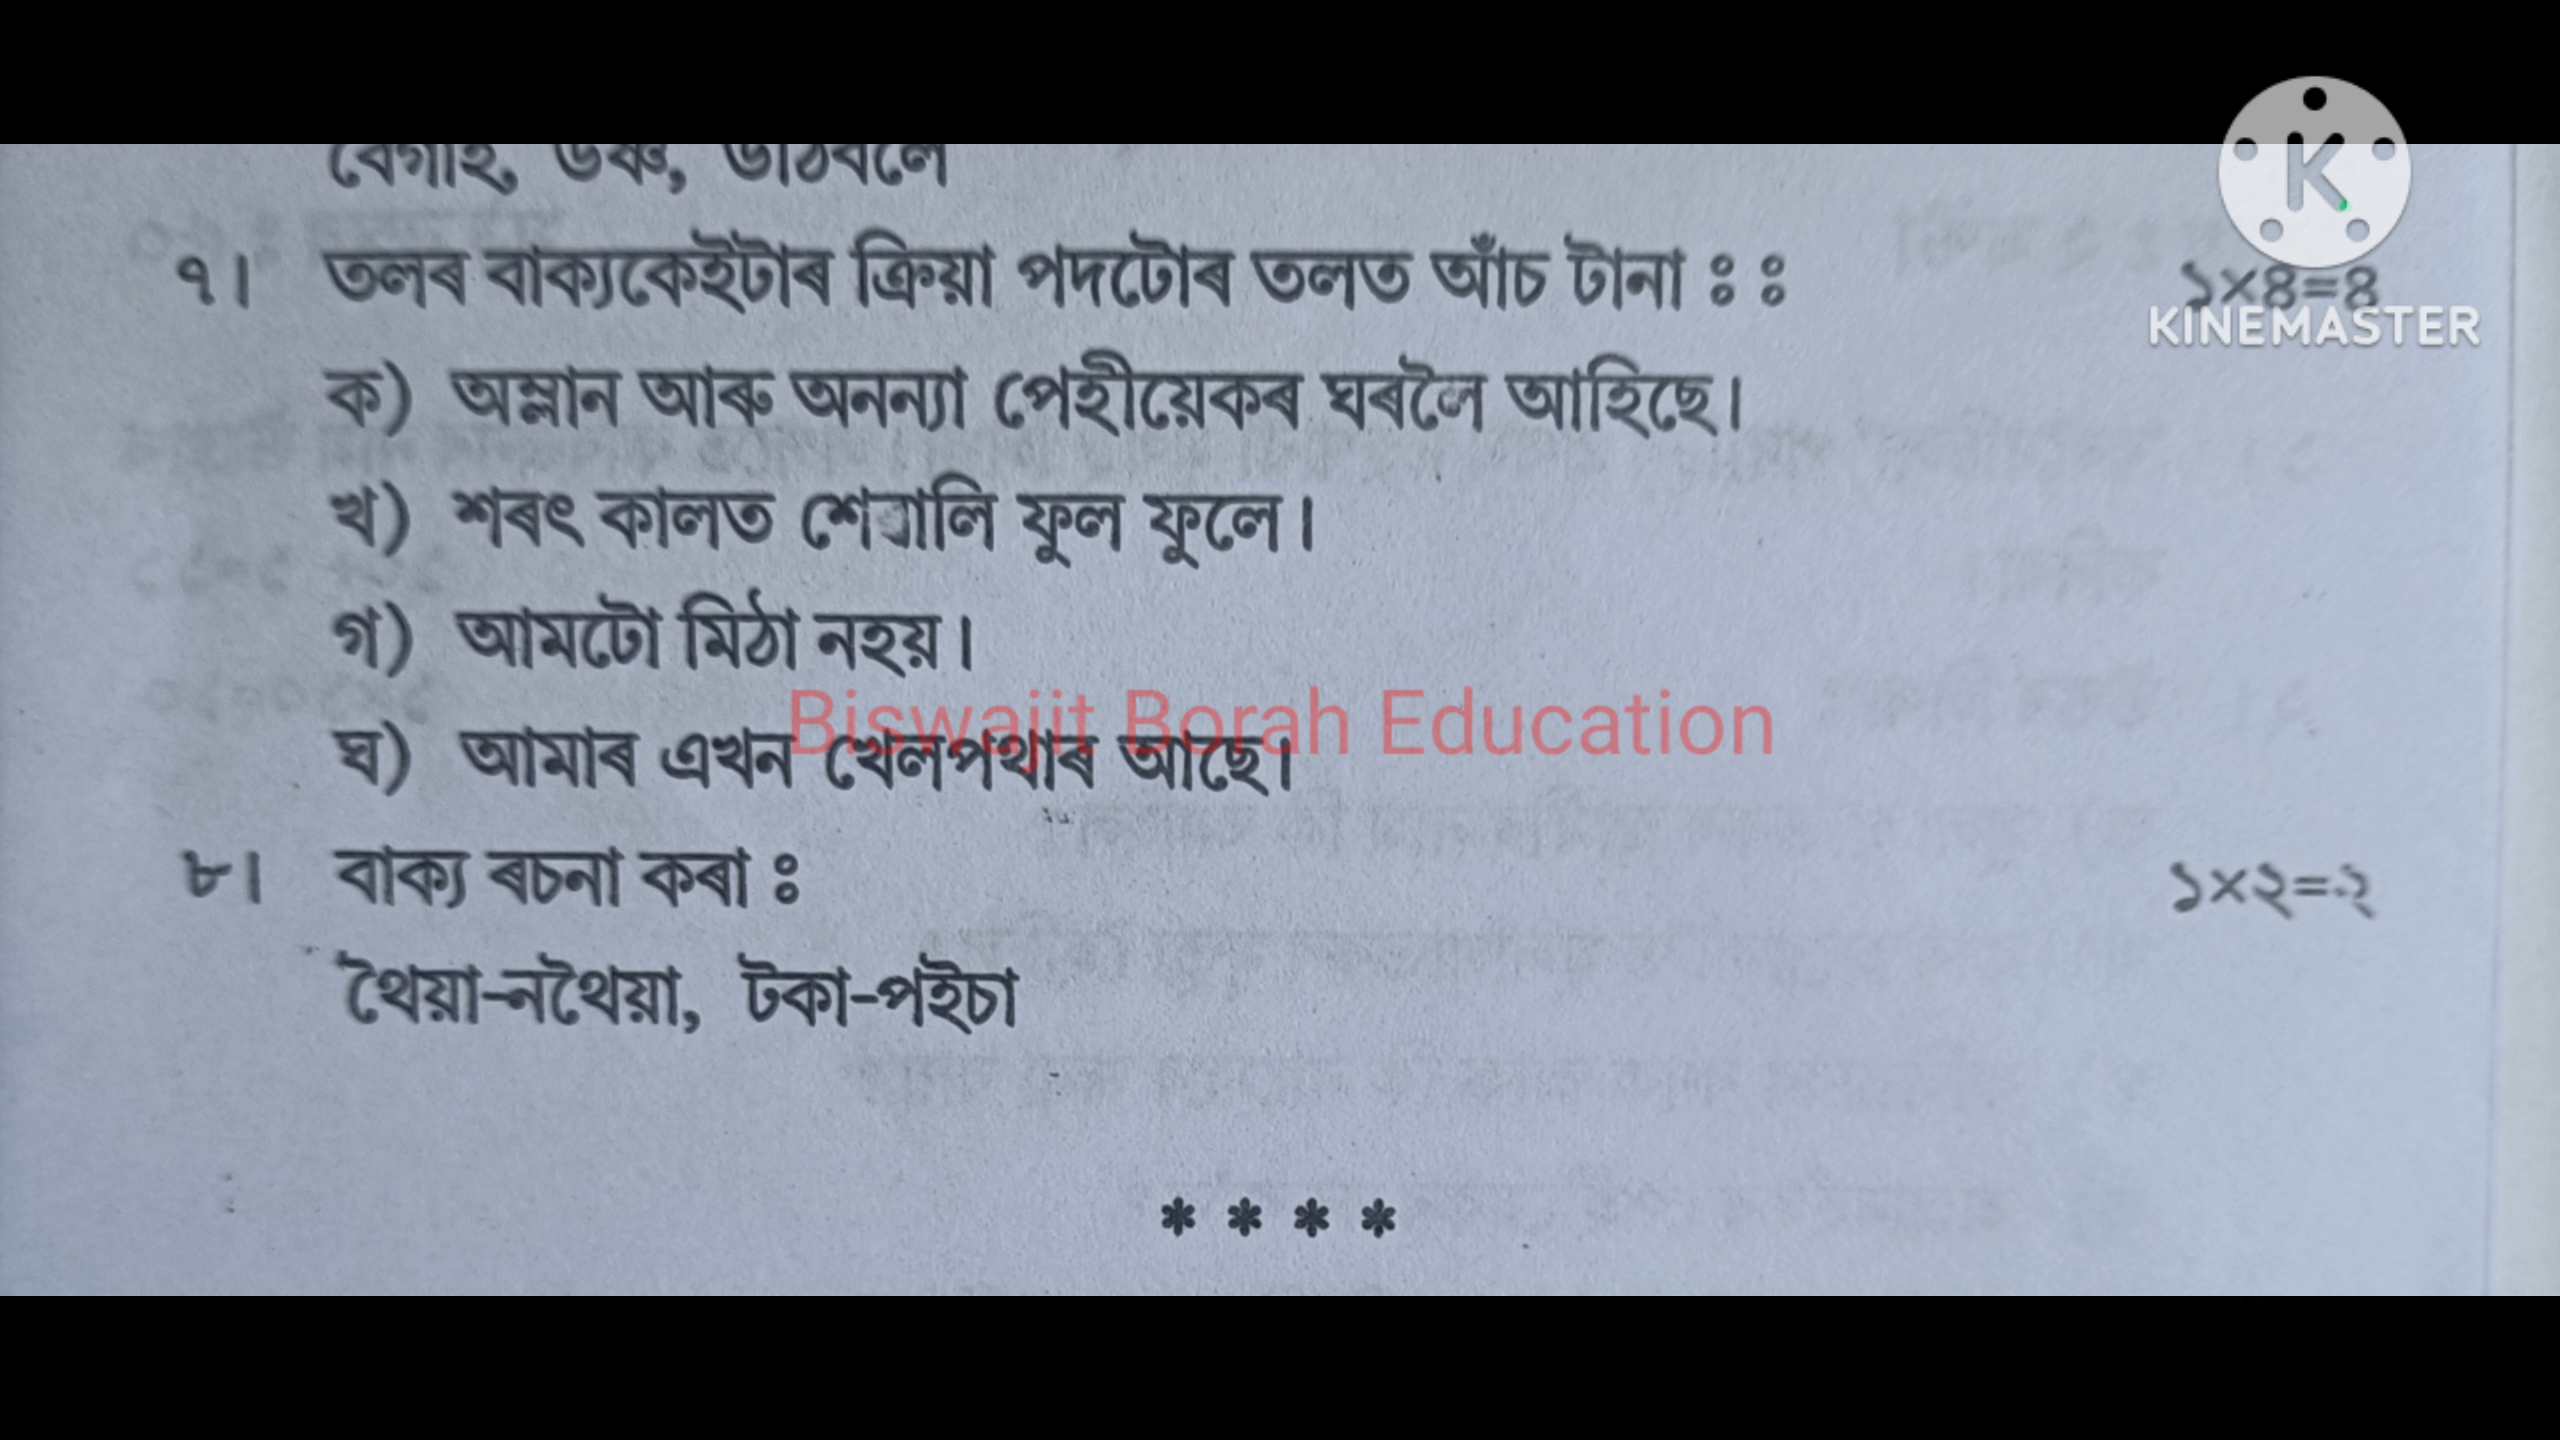 ৭। তলৰ বাক্যকেইটাৰ ক্ৰিয়া পদটোৰ তলত আঁচ টানা ঃ ঃ ১×৪=৪
KINEMASTER
ক) অম্লান আৰু অনন্যা পেহীয়েকৰ ঘৰলৈ আহিছে।
খ) শৰৎ কালত শেৱালি ফুল ফুলে।
গ) আমটো মিঠা নহয়।
Biswajit Borah Education
ঘ) আমাৰ এখন খেলপথাৰ আছে।
৮। বাক্য ৰচনা কৰা ঃ ১×২=২
থৈয়া-নথৈয়া, টকা-পইচা
* * * *